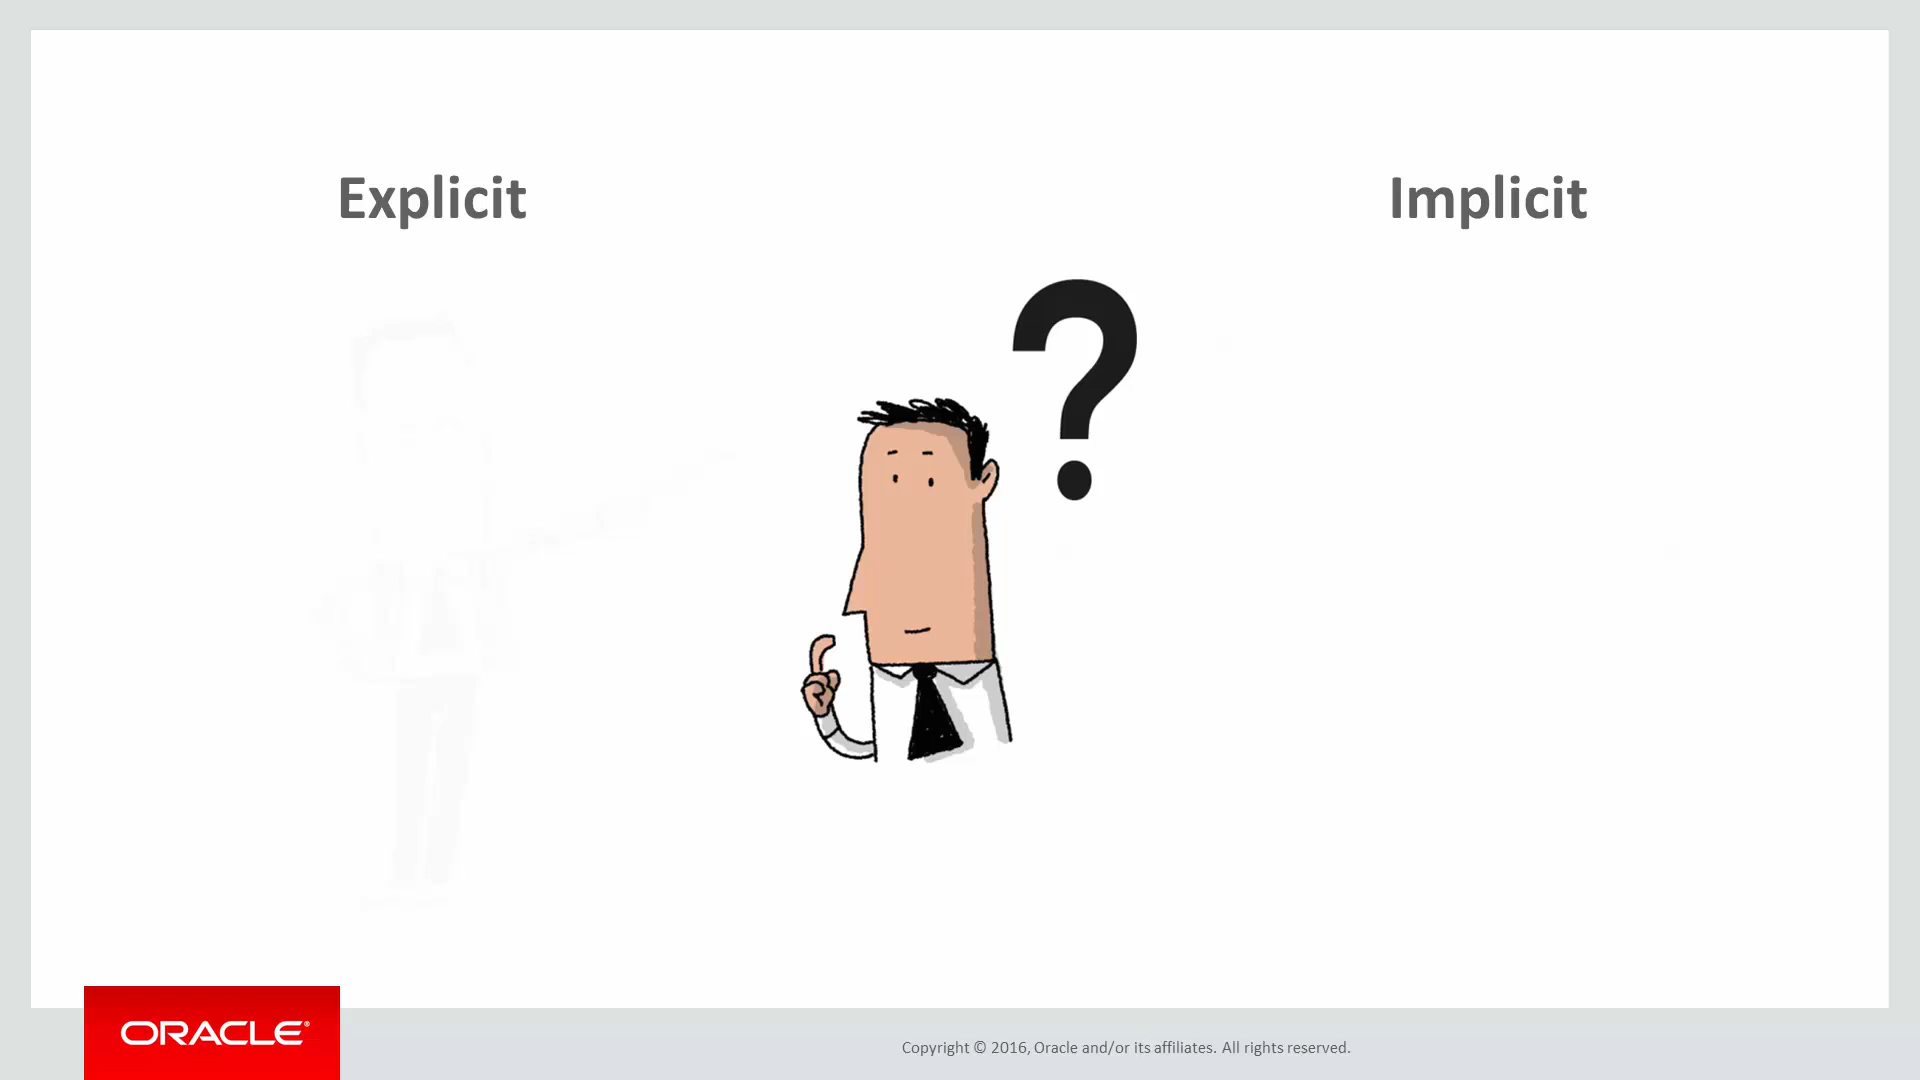 Explicit
Implicit
?
ORACLE®
Copyright © 2016, Oracle and/or its affiliates. All rights reserved.